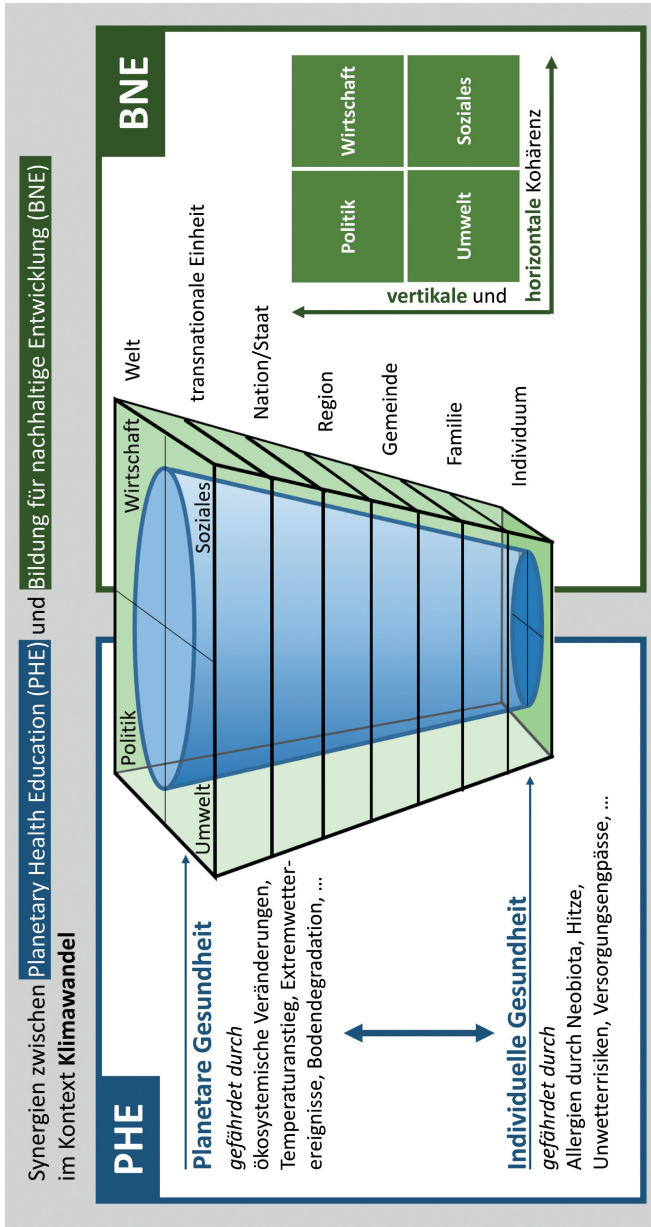 Synergien zwischen Planetary Health Education (PHE) und Bildung für nachhaltige Entwicklung (BNE)
im Kontext Klimawandel
PHE
Planetare Gesundheit
gefährdet durch
ökosystemische Veränderungen,
Temperaturanstieg, Extremwetter-
ereignisse, Bodendegradation, ...
Individuelle Gesundheit
gefährdet durch
Allergien durch Neobiota, Hitze,
Unwetterrisiken, Versorgungsengpässe, ...
Politik
Wirtschaft
Umwelt
Soziales
BNE
Welt
transnationale Einheit
Nation/Staat
Region
Gemeinde
Familie
Individuum
Politik
Wirtschaft
Umwelt
Soziales
vertikale und
horizontale Kohärenz